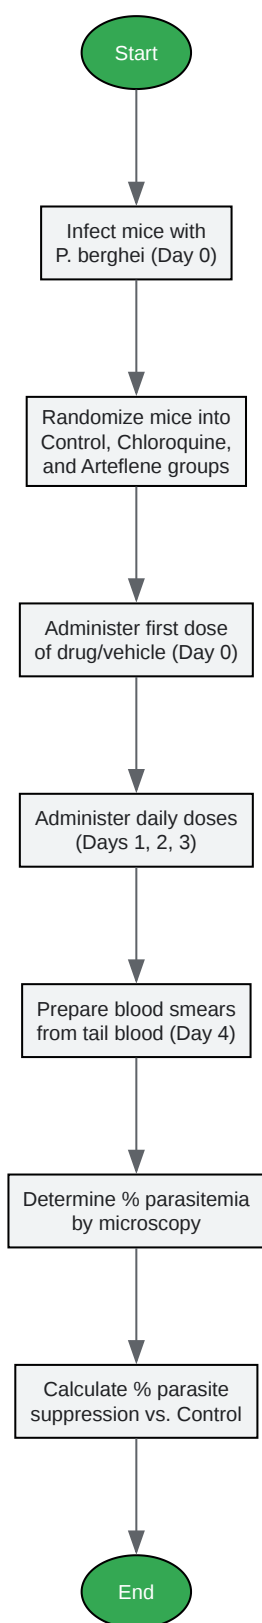 Start
Infect mice with
P. berghei (Day 0)
Randomize mice into
Control, Chloroquine,
and Arteflene groups
Administer first dose
of drug/vehicle (Day 0)
Administer daily doses
(Days 1, 2, 3)
Prepare blood smears
from tail blood (Day 4)
Determine % parasitemia
by microscopy
Calculate % parasite
suppression vs. Control
End